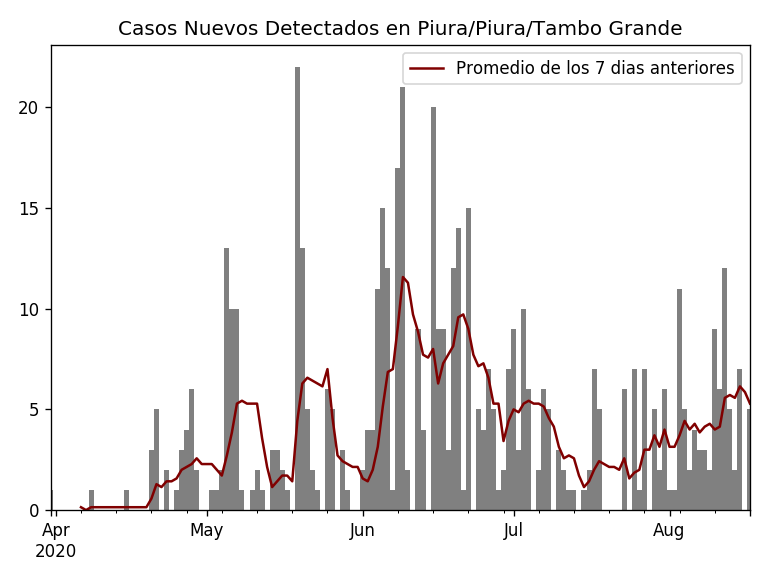 Casos Nuevos Detectados en Piura/Piura/Tambo Grande
Promedio de los 7 dias anteriores
20
15
10
5
0
Apr May Jun Jul Aug
2020